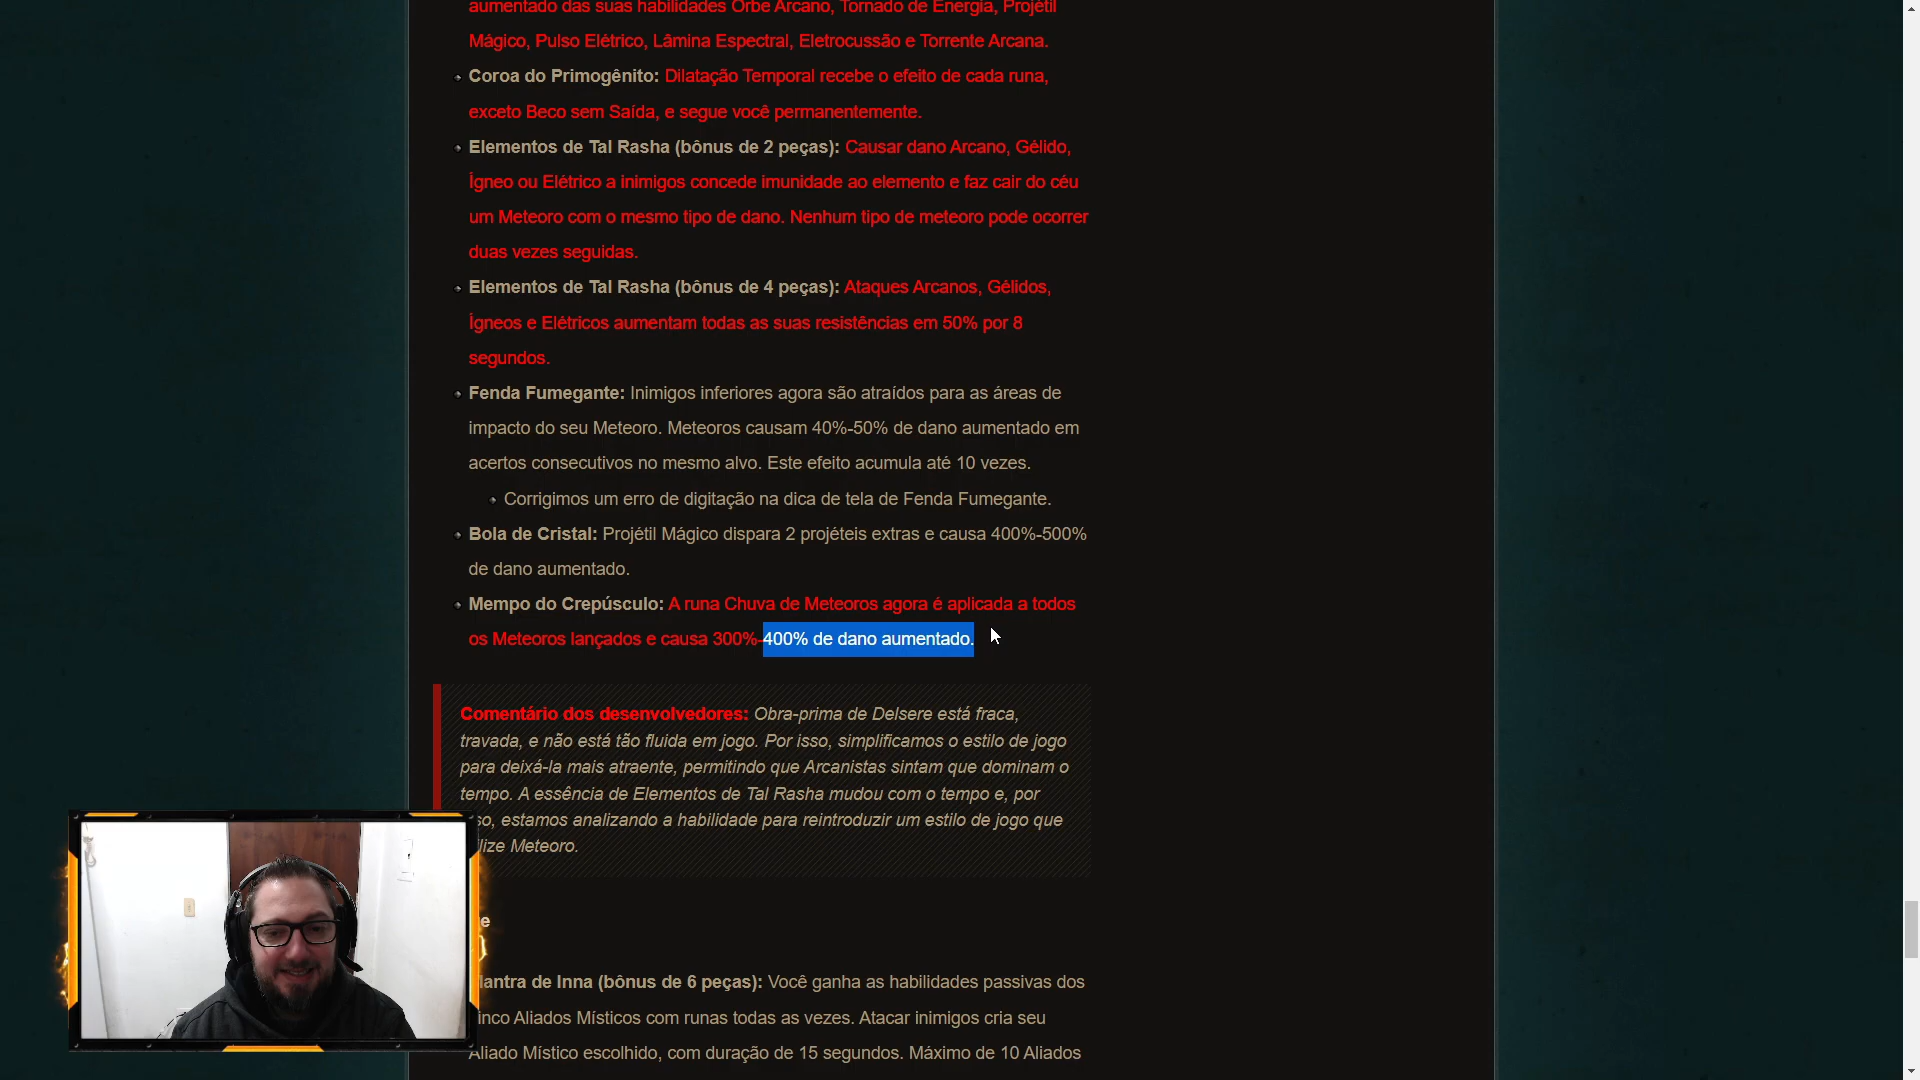 aumentado das suas habilidades Orbe Arcano, Tornado de Energia, Projétil
Mágico, Pulso Elétrico, Lâmina Espectral, Eletrocussão e Torrente Arcana.
Coroa do Primogênito: Dilatação Temporal recebe o efeito de cada runa,
exceto Beco sem Saída, e segue você permanentemente.
Elementos de Tal Rasha (bônus de 2 peças): Causar dano Arcano, Gélido,
Ígneo ou Elétrico a inimigos concede imunidade ao elemento e faz cair do céu
um Meteoro com o mesmo tipo de dano. Nenhum tipo de meteoro pode ocorrer
duas vezes seguidas.
Elementos de Tal Rasha (bônus de 4 peças): Ataques Arcanos, Gélidos,
Ígneos e Elétricos aumentam todas as suas resistências em 50% por 8
segundos.
Fenda Fumegante: Inimigos inferiores agora são atraídos para as áreas de
impacto do seu Meteoro. Meteoros causam 40%-50% de dano aumentado em
acertos consecutivos no mesmo alvo. Este efeito acumula até 10 vezes.
Corrigimos um erro de digitação na dica de tela de Fenda Fumegante.
Bola de Cristal: Projétil Mágico dispara 2 projéteis extras e causa 400%-500%
de dano aumentado.
Mempo do Crepúsculo: A runa Chuva de Meteoros agora é aplicada a todos
os Meteoros lançados e causa 300%-400% de dano aumentado.
Comentário dos desenvolvedores: Obra-prima de Delsere está fraca,
travada, e não está tão fluida em jogo. Por isso, simplificamos o estilo de jogo
para deixá-la mais atraente, permitindo que Arcanistas sintam que dominam o
tempo. A essência de Elementos de Tal Rasha mudou com o tempo e, por
so, estamos analizando a habilidade para reintroduzir um estilo de jogo que
lize Meteoro.
e
antra de Inna (bônus de 6 peças): Você ganha as habilidades passivas dos
inco Aliados Místicos com runas todas as vezes. Atacar inimigos cria seu
Aliado Místico escolhido, com duração de 15 segundos. Máximo de 10 Aliados